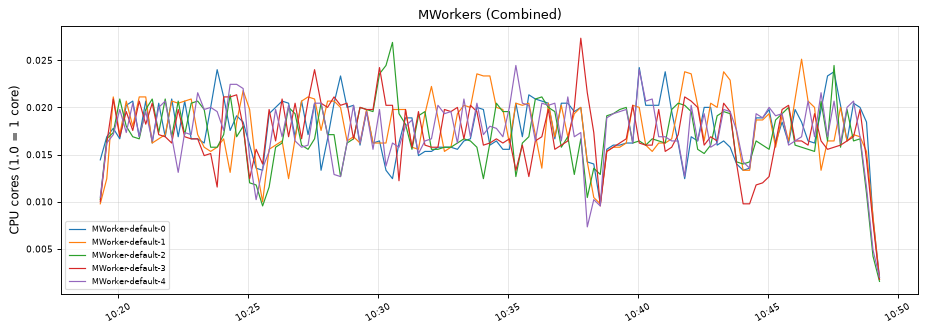 MWorkers (Combined)
CPU cores (1.0 = 1 core)
0.025
0.020
0.015
0.010
0.005
MWorker-default-0
MWorker-default-1
MWorker-default-2
MWorker-default-3
MWorker-default-4
10:20
10:25
10:30
10:35
10:40
10:45
10:50